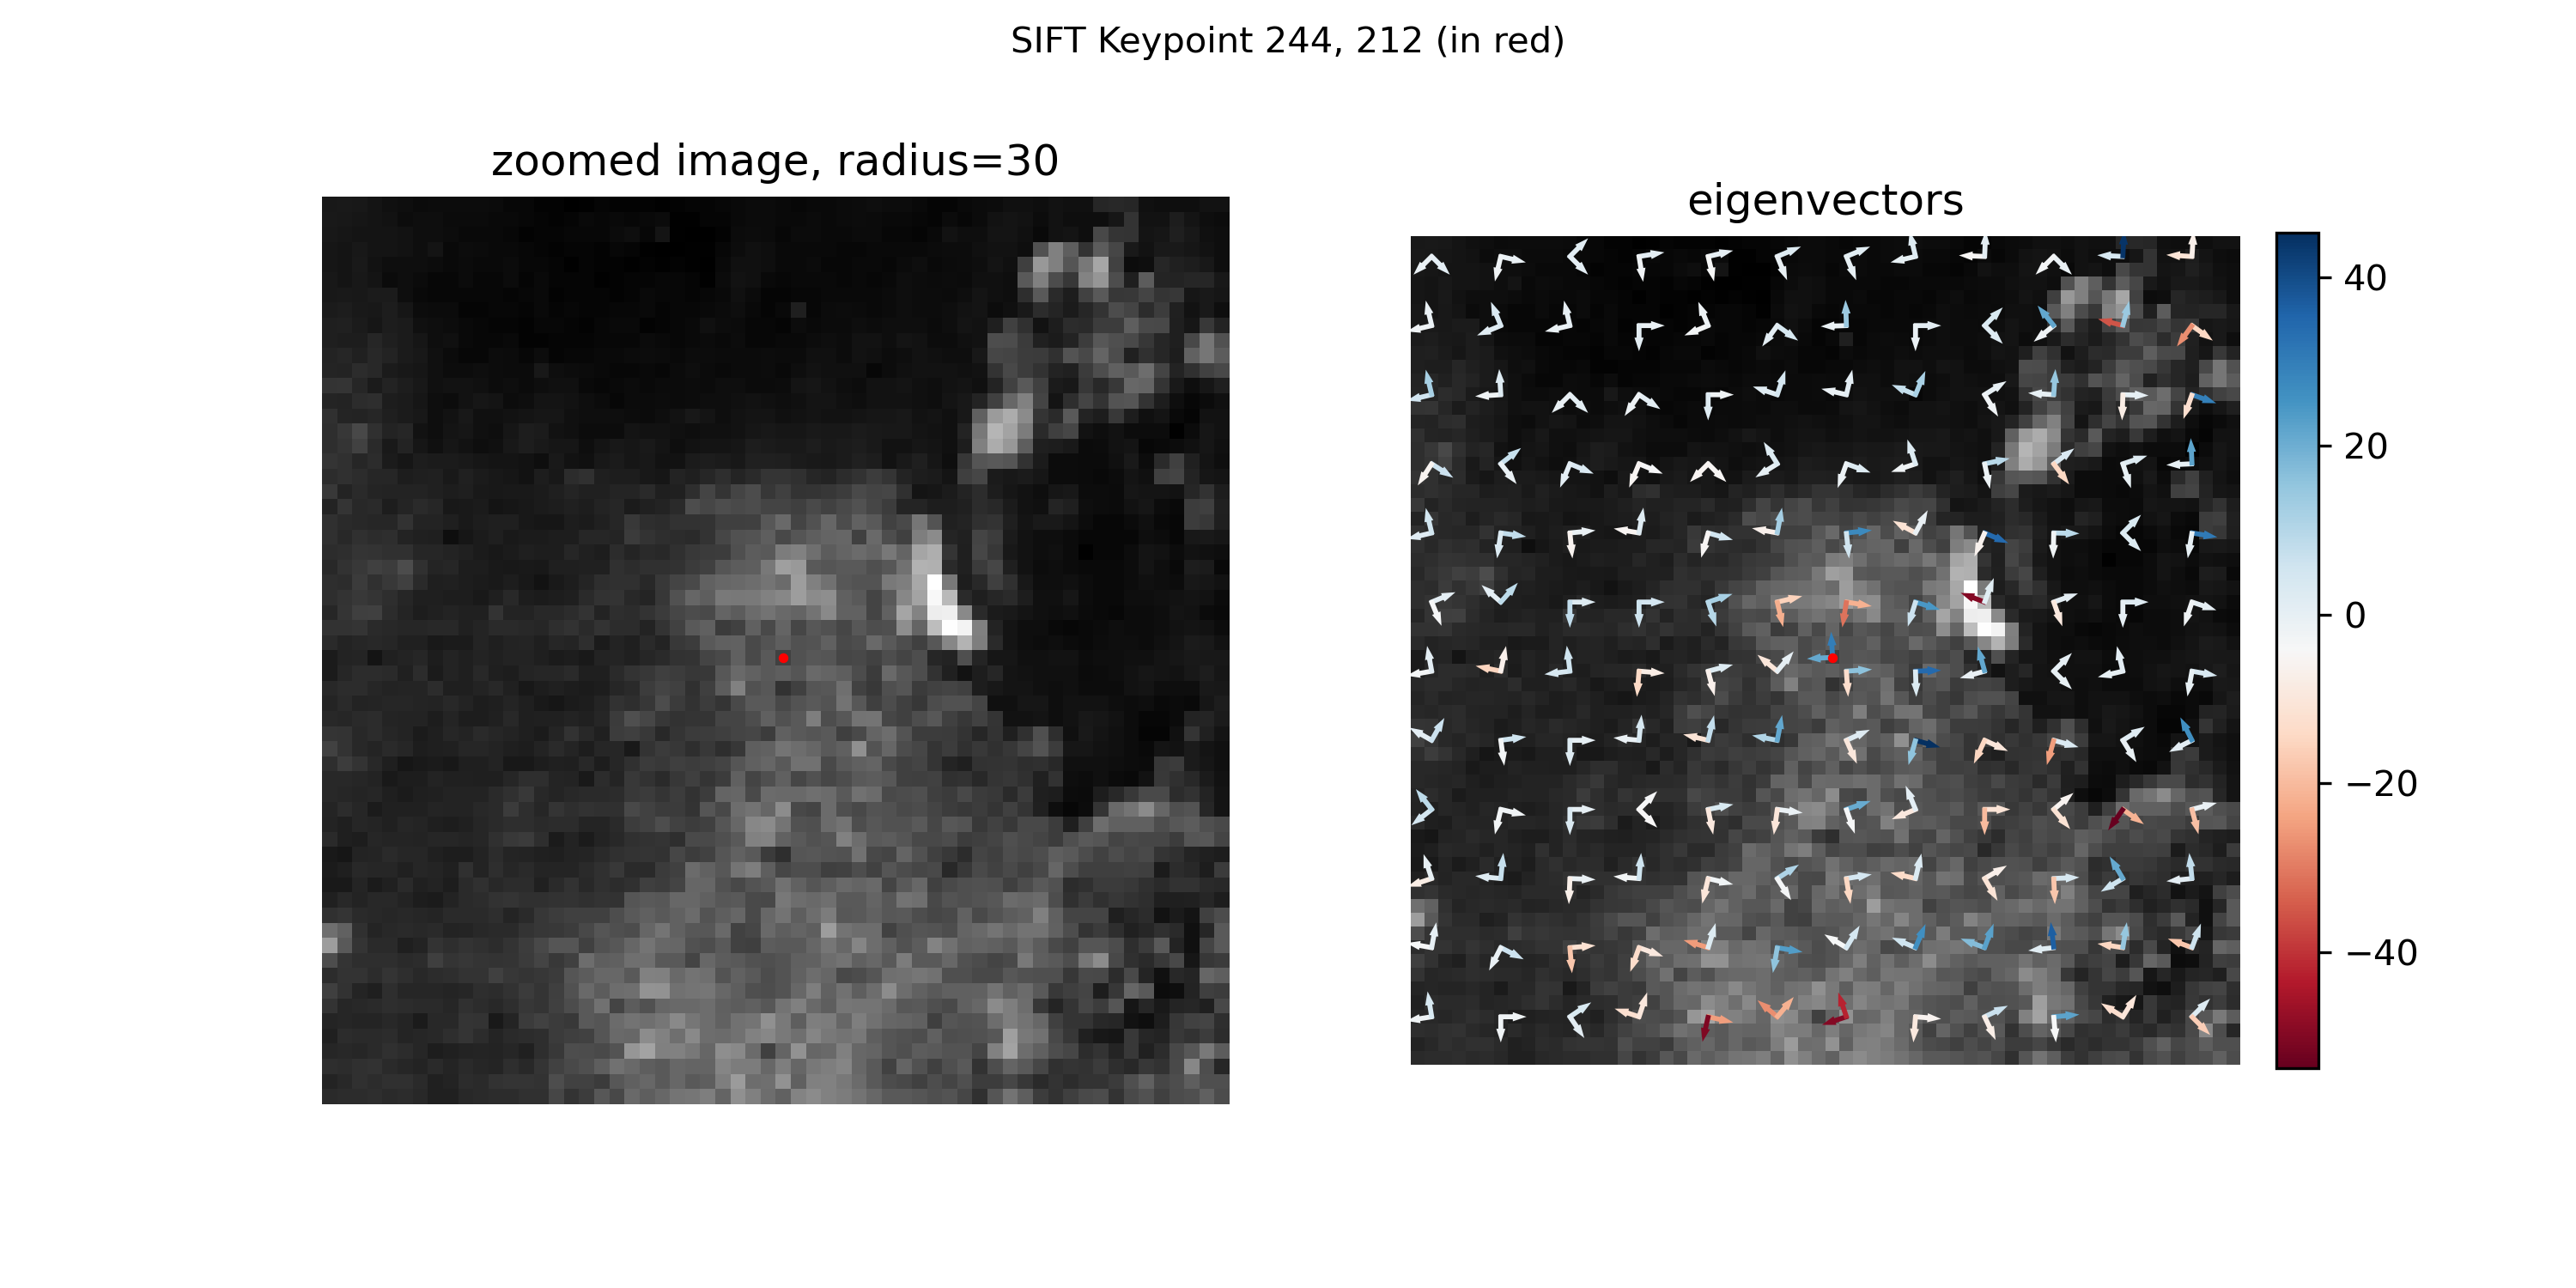 SIFT Keypoint 244, 212 (in red)
zoomed image, radius=30
eigenvectors
40
20
0
−20
−40